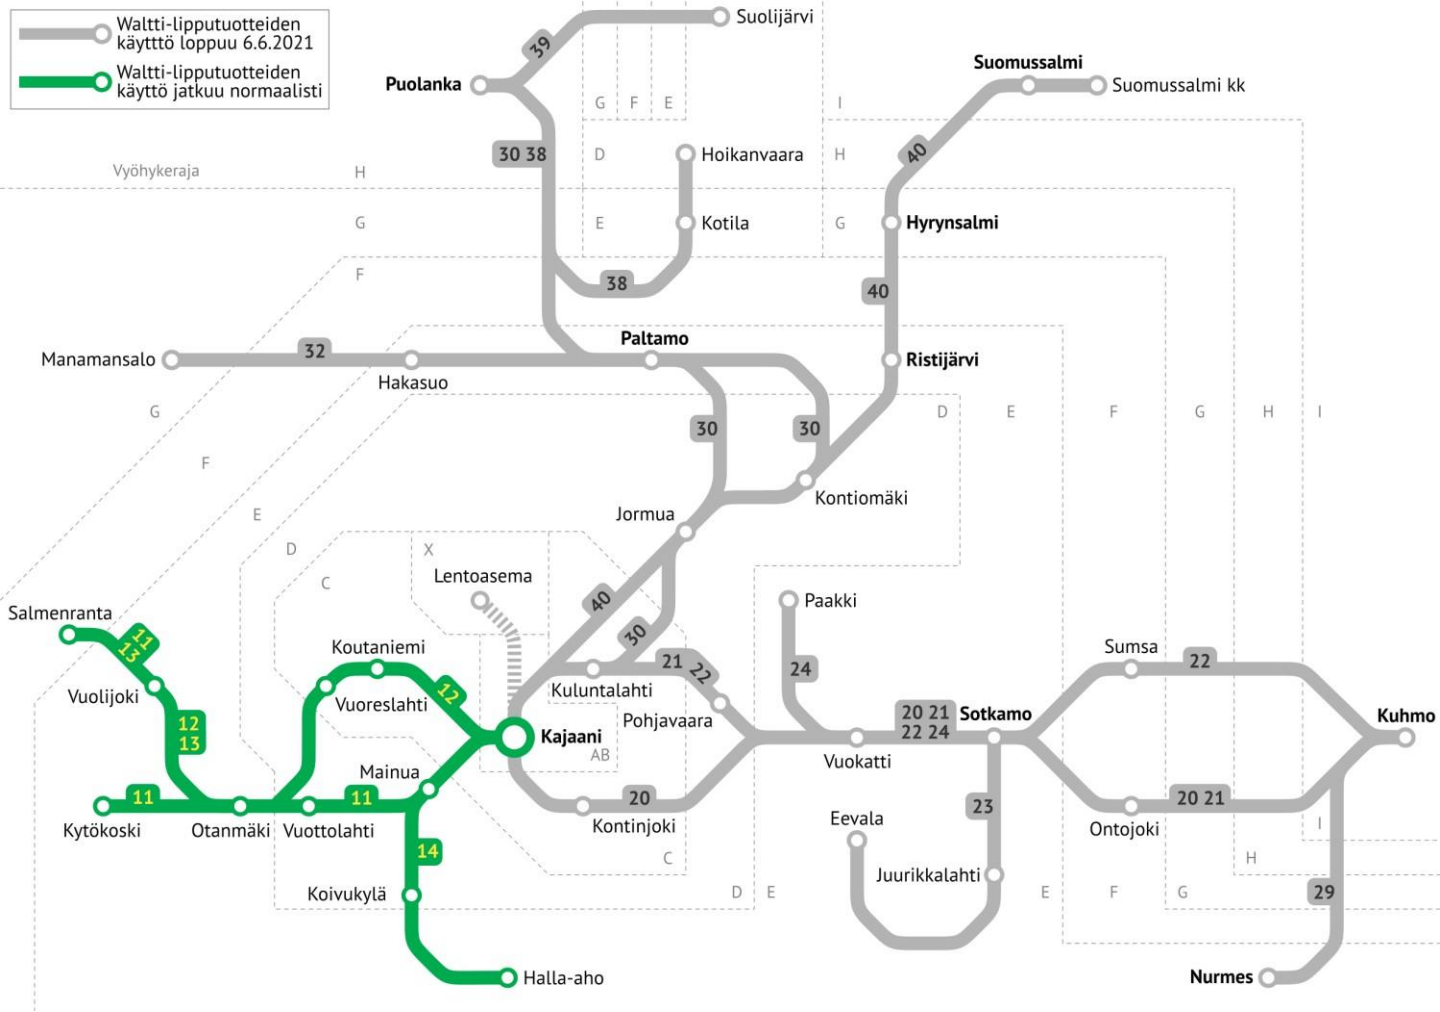 Waltti-lipputuotteiden
käytttö loppuu 6.6.2021
Waltti-lipputuotteiden
käyttö jatkuu normaalisti
Suolijärvi
39
Puolanka
Suomussalmi
Suomussalmi kk
G F E
I
30 38
D
Hoikanvaara
H
40
Vyöhykeraja
H
G
E
Kotila
G
Hyrynsalmi
F
38
40
Paltamo
Manamansalo
32
Hakasuo
Ristijärvi
G
D E F G H I
30
30
F
Kontiomäki
E
Jormua
D
X
C
Lentoasema
40
Paakki
Salmenranta
11
13
30
Koutaniemi
Sumsa
22
21
22
24
Vuolijoki
Vuoreslahti
12
Kuluntalahti
Pohjavaara
12
13
Kajaani
AB
20 21
22 24
Sotkamo
Kuhmo
Vuokatti
Mainua
11
11
20
23
20 21
Kytökoski
Otanmäki
Vuottolahti
Kontinjoki
Eevala
Ontojoki
I
14
C
H
Juurikkalahti
Koivukylä
D E
E F G
29
Halla-aho
Nurmes